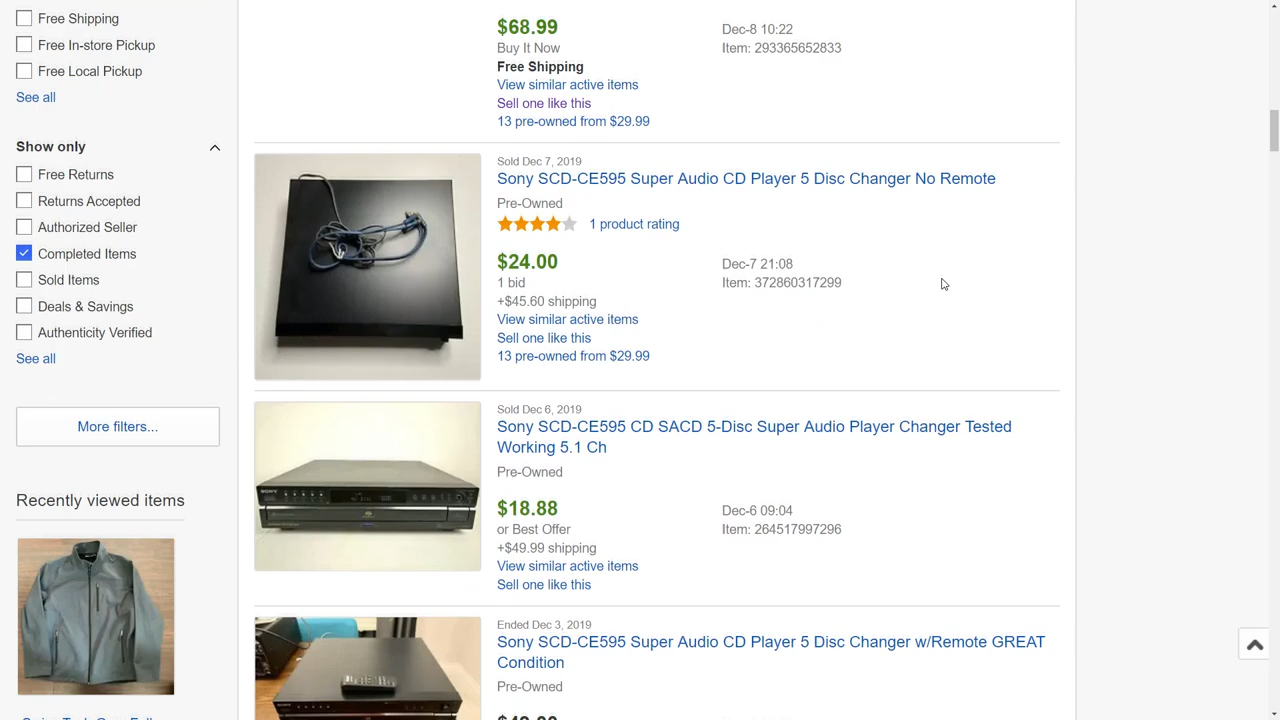 Free Shipping
Free In-store Pickup
Free Local Pickup
See all
Show only
Free Returns
Returns Accepted
Authorized Seller
Completed Items
Sold Items
Deals & Savings
Authenticity Verified
See all
More filters...
Recently viewed items
$68.99
Dec-8 10:22
Buy It Now
Item: 293365652833
Free Shipping
View similar active items
Sell one like this
13 pre-owned from $29.99
Sold Dec 7, 2019
Sony SCD-CE595 Super Audio CD Player 5 Disc Changer No Remote
Pre-Owned
1 product rating
$24.00
Dec-7 21:08
1 bid
Item: 372860317299
+$45.60 shipping
View similar active items
Sell one like this
13 pre-owned from $29.99
Sold Dec 6, 2019
Sony SCD-CE595 CD SACD 5-Disc Super Audio Player Changer Tested
Working 5.1 Ch
Pre-Owned
$18.88
Dec-6 09:04
or Best Offer
Item: 264517997296
+$49.99 shipping
View similar active items
Sell one like this
SONY
Ended Dec 3, 2019
Sony SCD-CE595 Super Audio CD Player 5 Disc Changer w/Remote GREAT
Condition
Pre-Owned